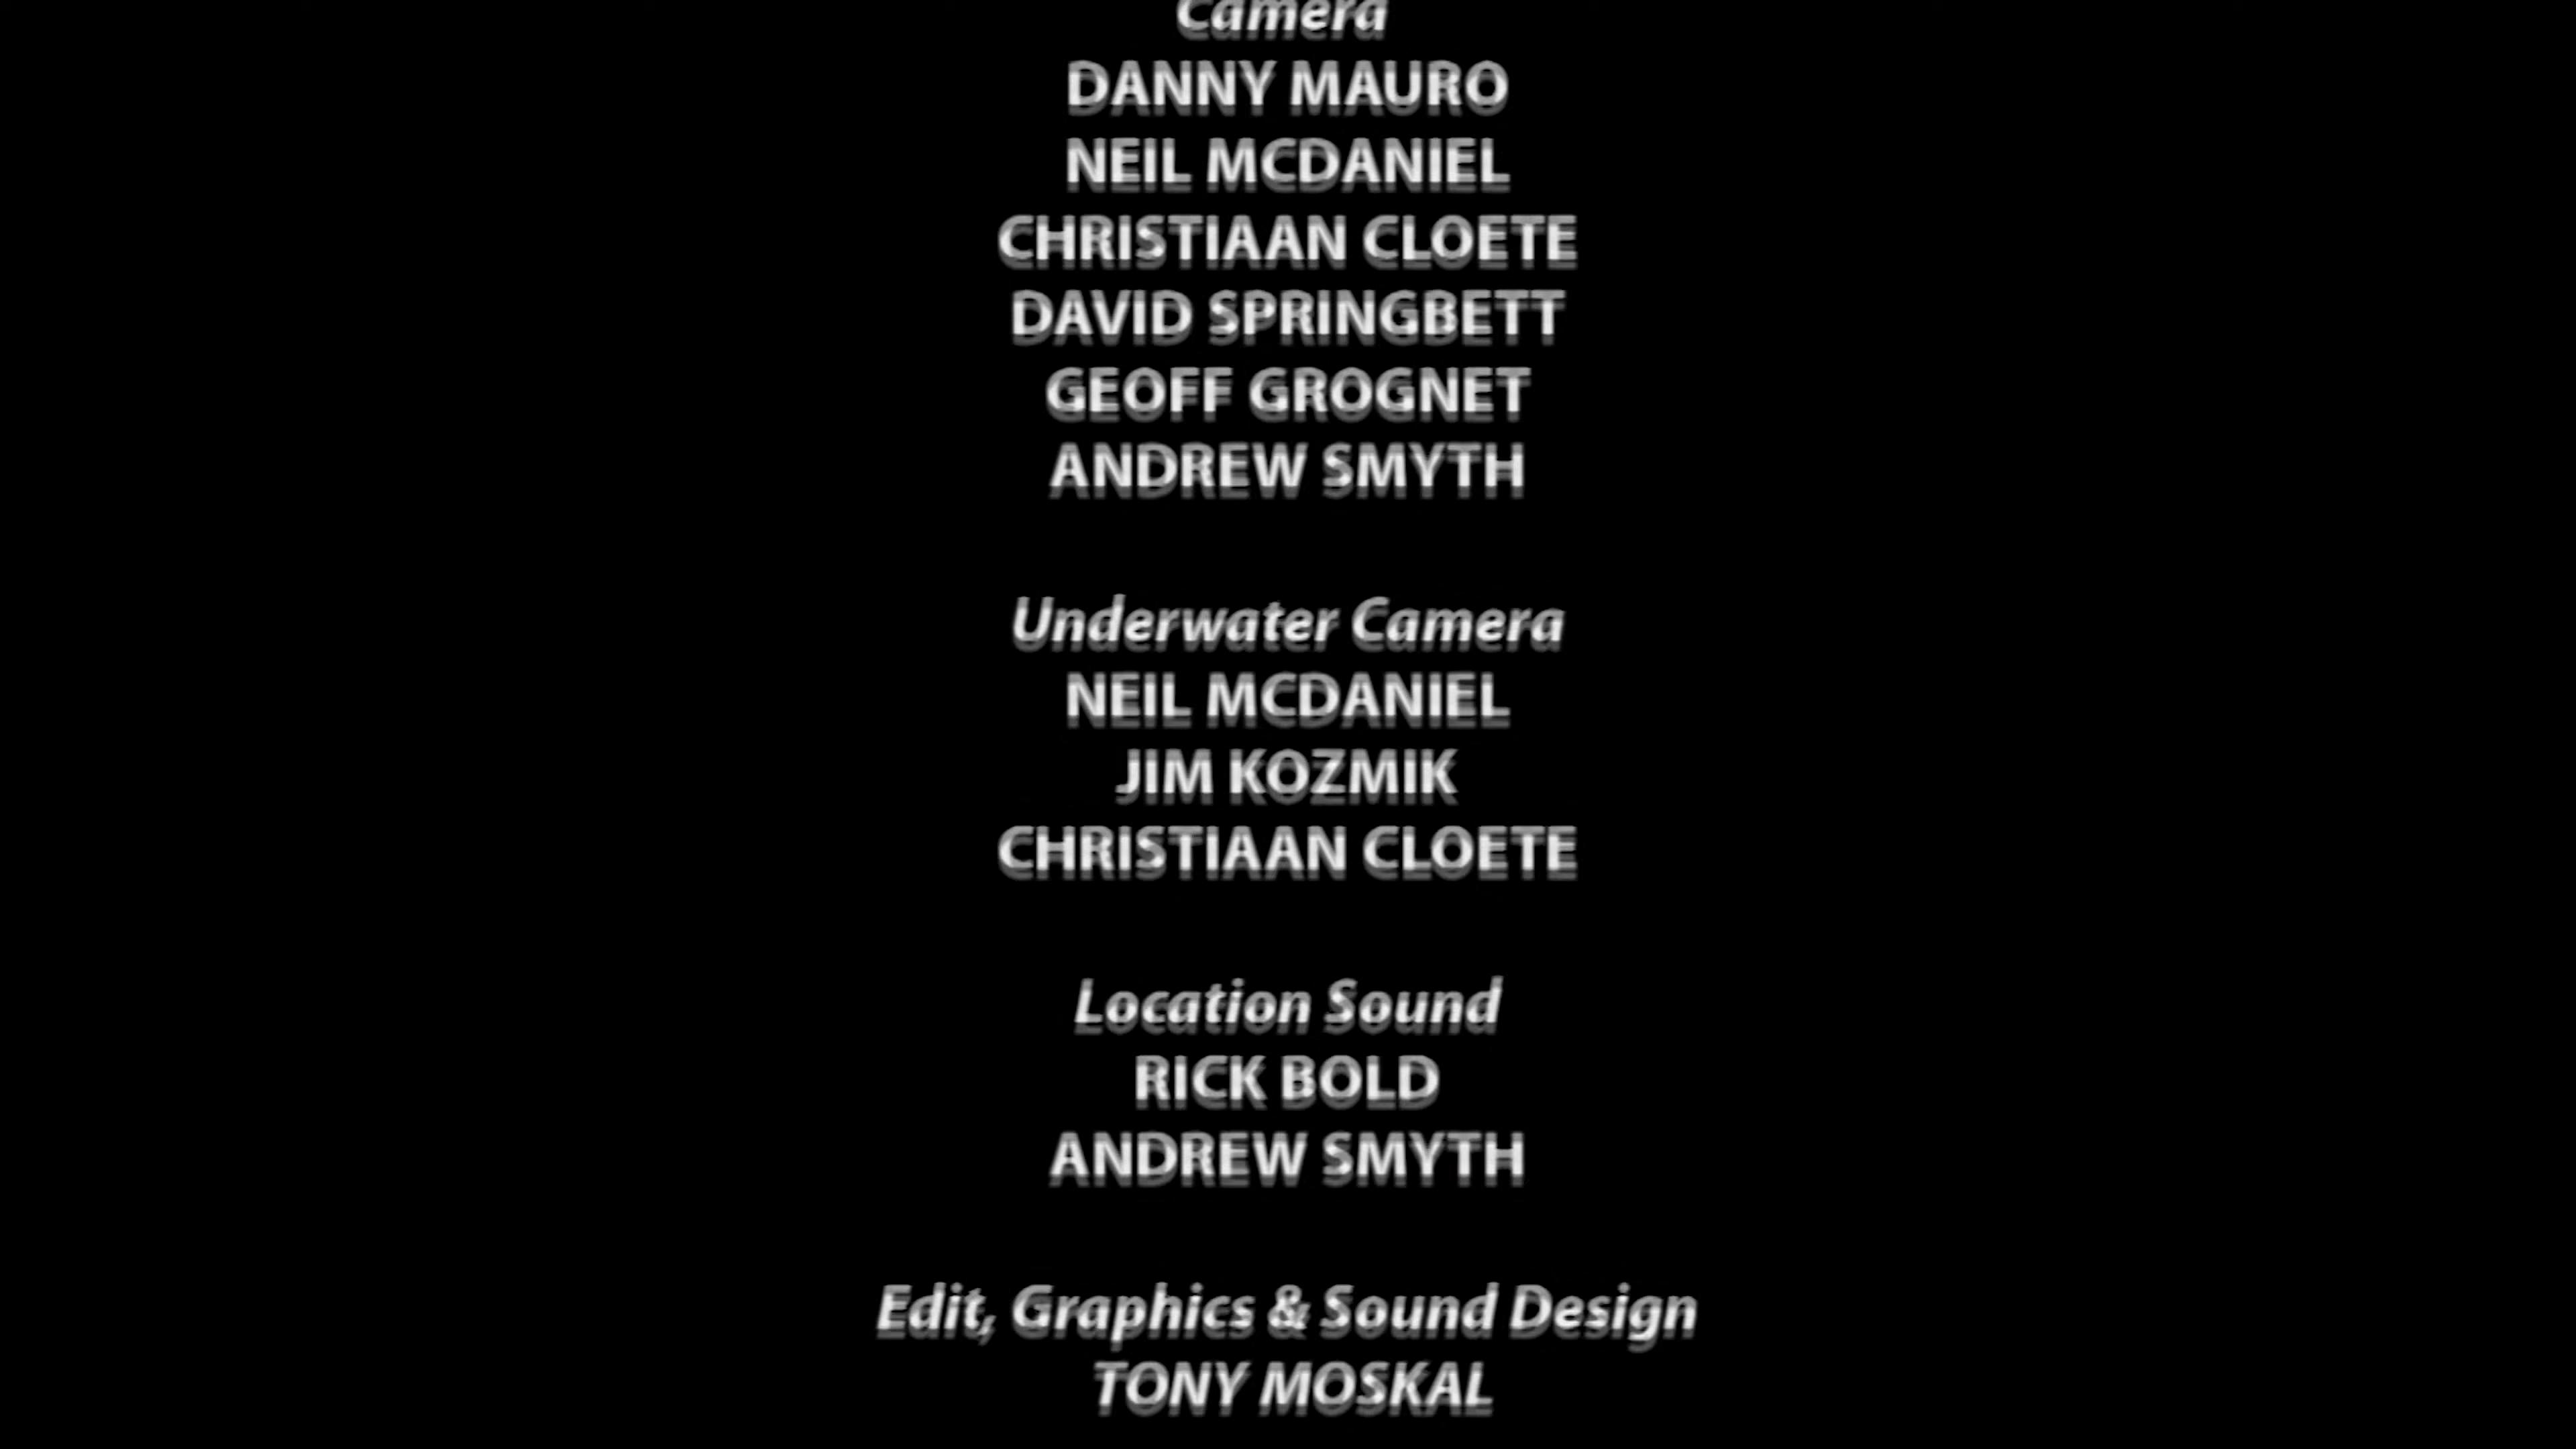 Camera
DANNY MAURO
NEIL MCDANIEL
CHRISTIAAN CLOETE
DAVID SPRINGBETT
GEOFF GROGNET
ANDREW SMYTH
Underwater Camera
NEIL MCDANIEL
JIM KOZMIK
CHRISTIAAN CLOETE
Location Sound
RICK BOLD
ANDREW SMYTH
Edit, Graphics & Sound Design
TONY MOSKAL